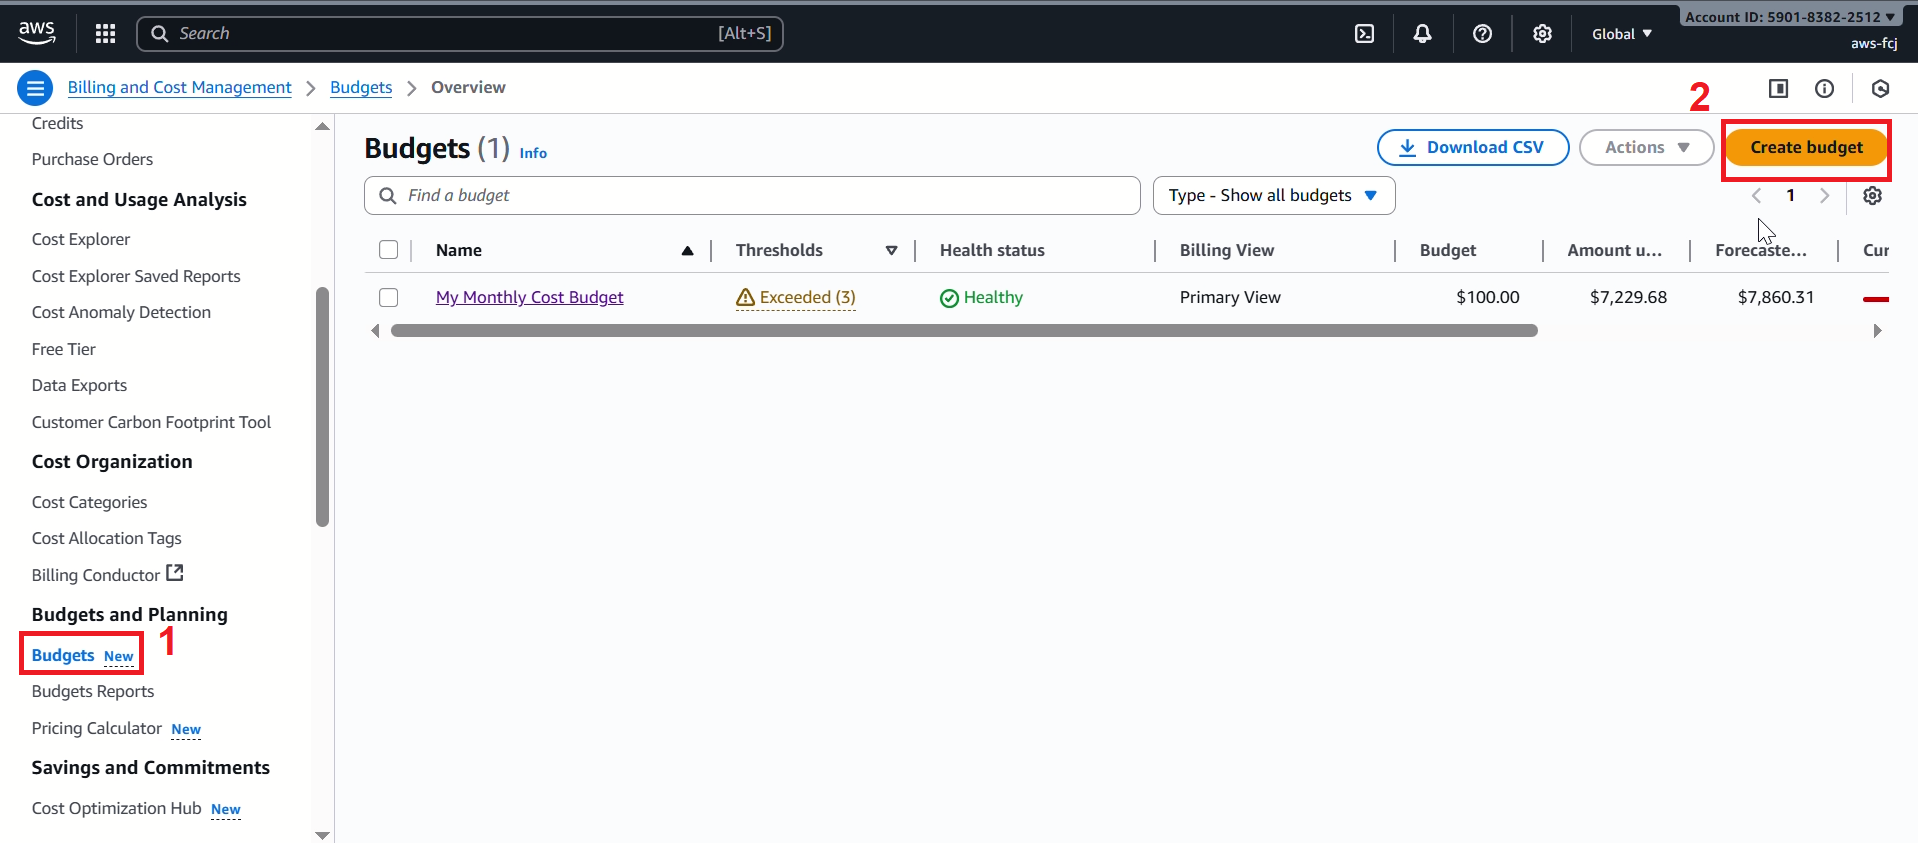 aws
Search [Alt+S]
Global
Account ID: 5901-8382-2512
aws-fcj
Billing and Cost Management > Budgets > Overview
2
Credits
Purchase Orders
Cost and Usage Analysis
Cost Explorer
Cost Explorer Saved Reports
Cost Anomaly Detection
Free Tier
Data Exports
Customer Carbon Footprint Tool
Cost Organization
Cost Categories
Cost Allocation Tags
Billing Conductor
Budgets and Planning
Budgets New
1
Budgets Reports
Pricing Calculator New
Savings and Commitments
Cost Optimization Hub New
Budgets (1) Info
Download CSV
Actions
Create budget
Find a budget
Type - Show all budgets
1
Name Thresholds Health status Billing View Budget Amount u... Forecaste... Cur
My Monthly Cost Budget Exceeded (3) Healthy Primary View $100.00 $7,229.68 $7,860.31